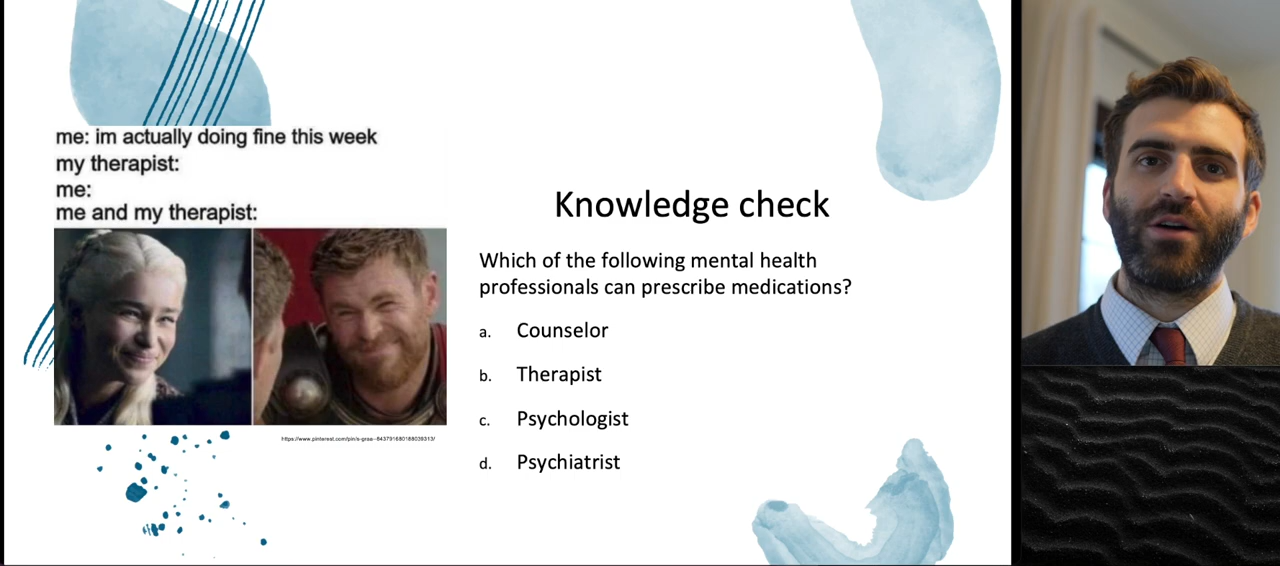 me: im actually doing fine this week
my therapist:
me:
me and my therapist:
Knowledge check
Which of the following mental health
professionals can prescribe medications?
a. Counselor
b. Therapist
c. Psychologist
d. Psychiatrist